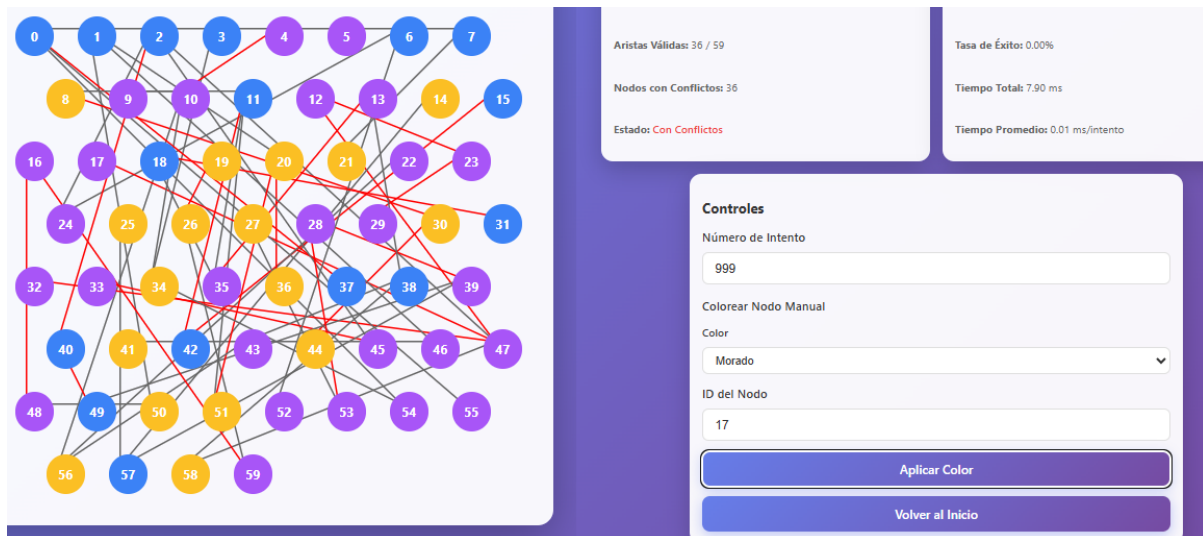 0 1 2 3 4 5 6 7
8 9 10 11 12 13 14 15
16 17 18 19 20 21 22 23
24 25 26 27 28 29 30 31
32 33 34 35 36 37 38 39
40 41 42 43 44 45 46 47
48 49 50 51 52 53 54 55
56 57 58 59
Aristas Válidas: 36 / 59
Nodos con Conflictos: 36
Estado: Con Conflictos
Tasa de Éxito: 0.00%
Tiempo Total: 7.90 ms
Tiempo Promedio: 0.01 ms/intento
Controles
Número de Intento
999
Colorear Nodo Manual
Color
Morado
ID del Nodo
17
Aplicar Color
Volver al Inicio